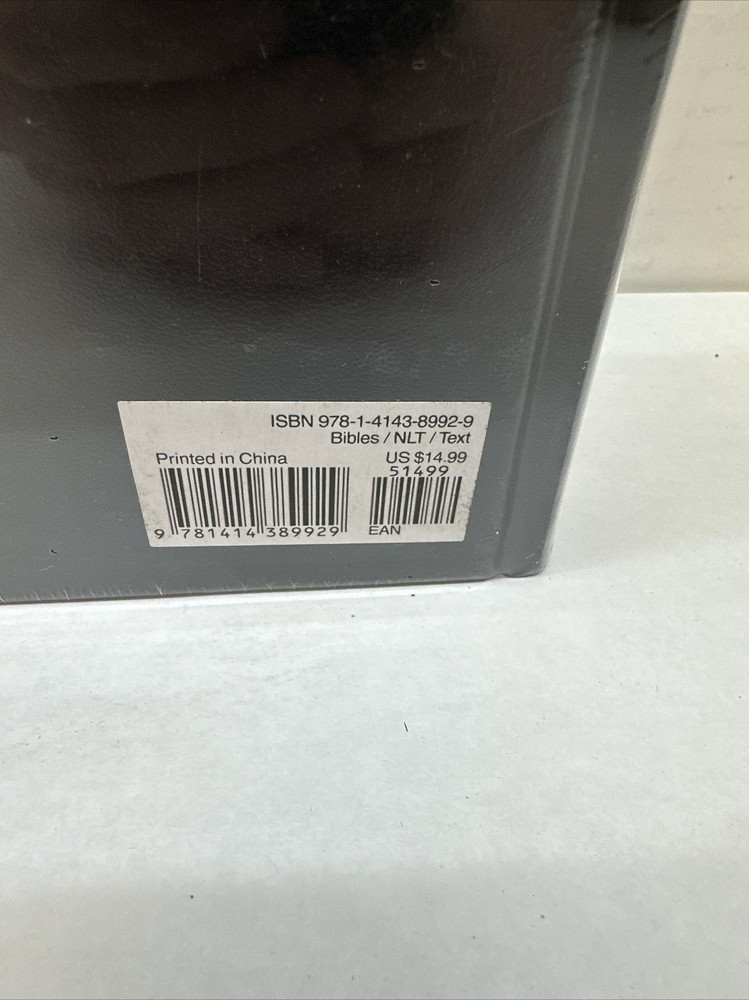 ISBN 978-1-4143-8992-9
Bibles / NLT / Text
Printed in China US $14.99
51499
9 781414 389929 EAN